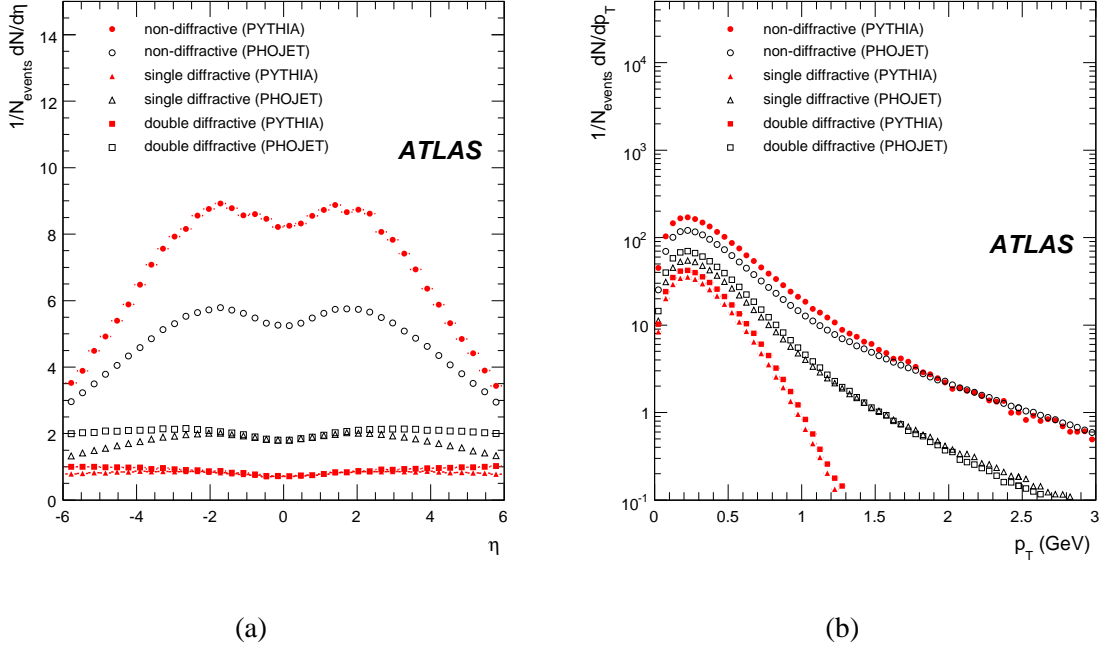 1/N_events dN/dη
14
12
10
8
6
4
2
0
non-diffractive (PYTHIA)
non-diffractive (PHOJET)
single diffractive (PYTHIA)
single diffractive (PHOJET)
double diffractive (PYTHIA)
double diffractive (PHOJET)
ATLAS
-6 -4 -2 0 2 4 6
η
(a)
1/N_events dN/dp_T
10^4
10^3
10^2
10
1
10^-1
non-diffractive (PYTHIA)
non-diffractive (PHOJET)
single diffractive (PYTHIA)
single diffractive (PHOJET)
double diffractive (PYTHIA)
double diffractive (PHOJET)
ATLAS
0 0.5 1 1.5 2 2.5 3
p_T (GeV)
(b)